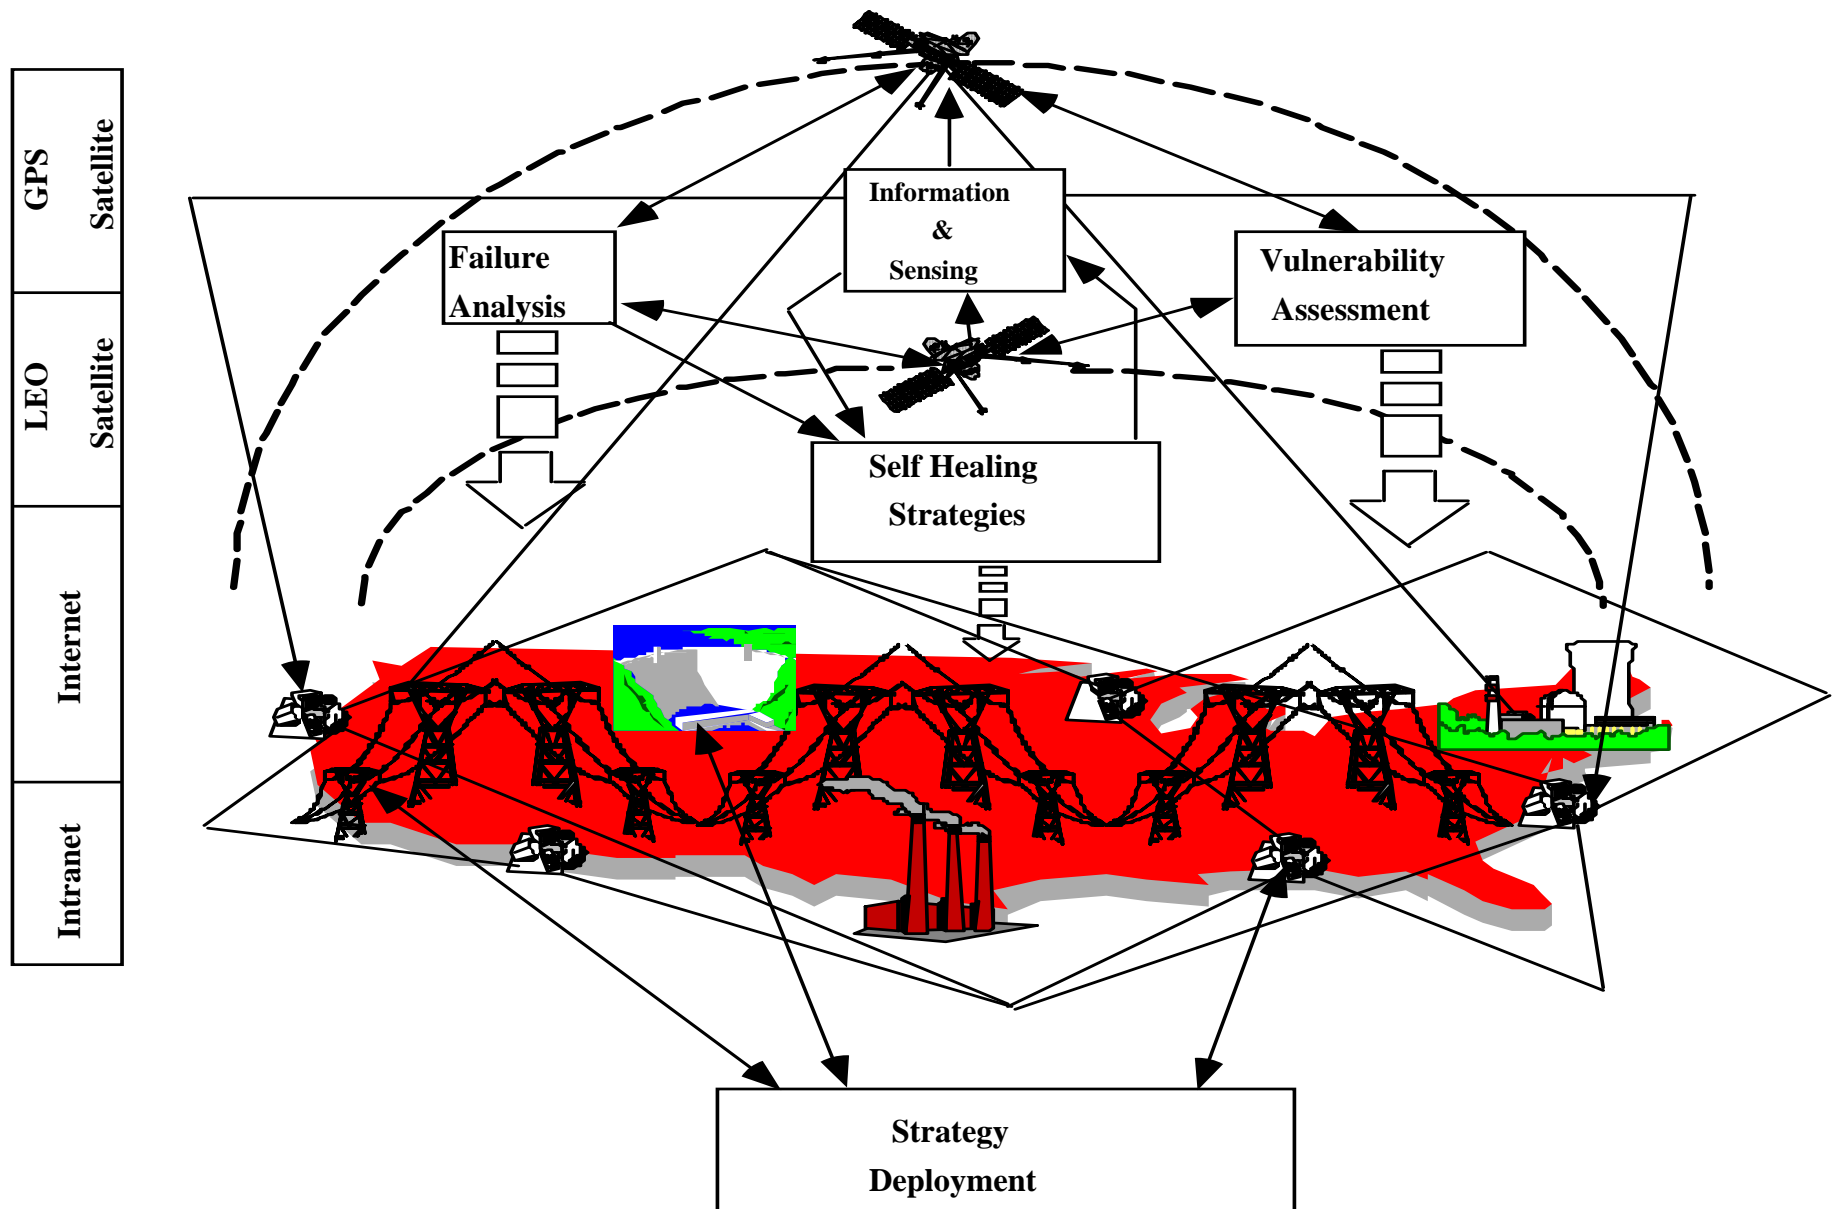 GPS
Satellite
LEO
Satellite
Internet
Intranet
Information
&
Sensing
Failure
Analysis
Vulnerability
Assessment
Self Healing
Strategies
Strategy
Deployment